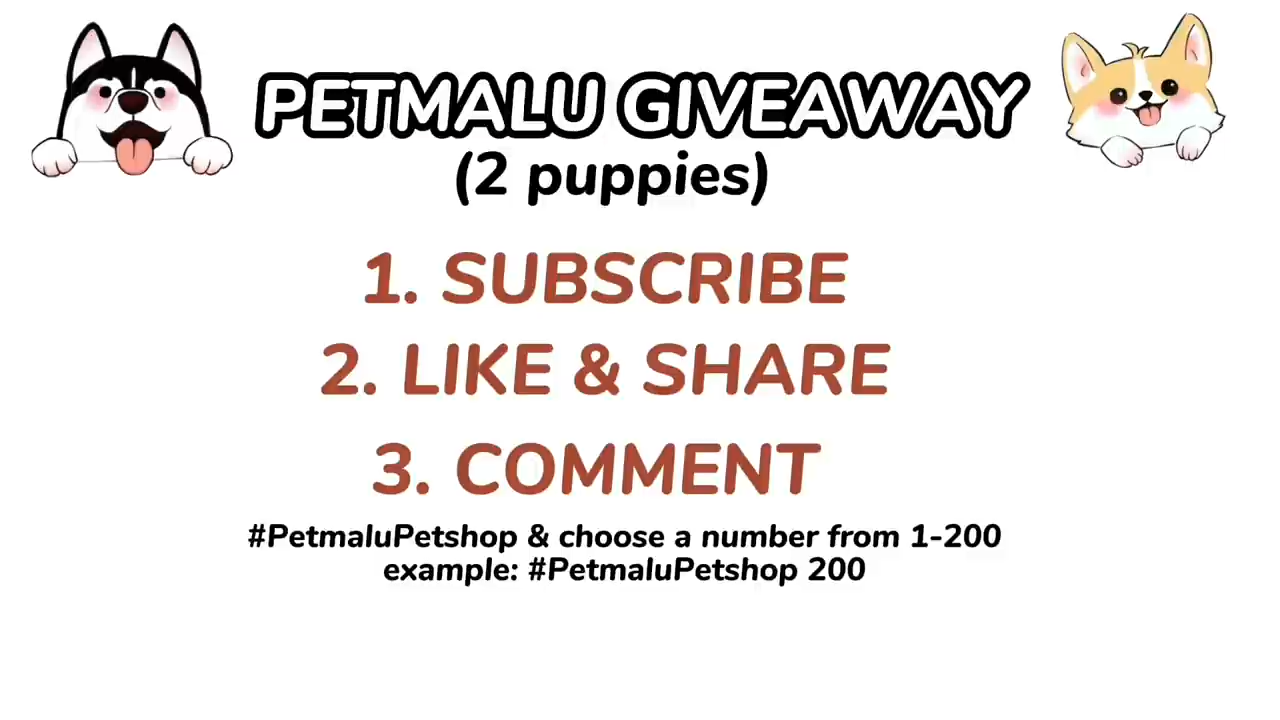 PETMALU GIVEAWAY
(2 puppies)
1. SUBSCRIBE
2. LIKE & SHARE
3. COMMENT
#PetmaluPetshop & choose a number from 1-200
example: #PetmaluPetshop 200